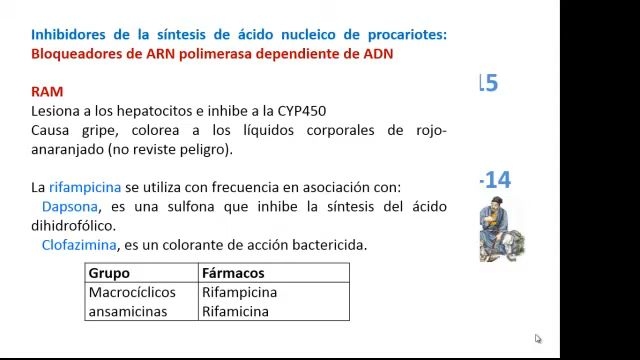 Inhibidores de la síntesis de ácido nucleico de procariotes:
Bloqueadores de ARN polimerasa dependiente de ADN
RAM
Lesiona a los hepatocitos e inhibe a la CYP450
Causa gripe, colorea a los líquidos corporales de rojo-
anaranjado (no reviste peligro).
La rifampicina se utiliza con frecuencia en asociación con:
Dapsona, es una sulfona que inhibe la síntesis del ácido
dihidrofólico.
Clofazimina, es un colorante de acción bactericida.
Grupo Fármacos
Macrocíclicos Rifampicina
ansamicinas Rifamicina
15
-14